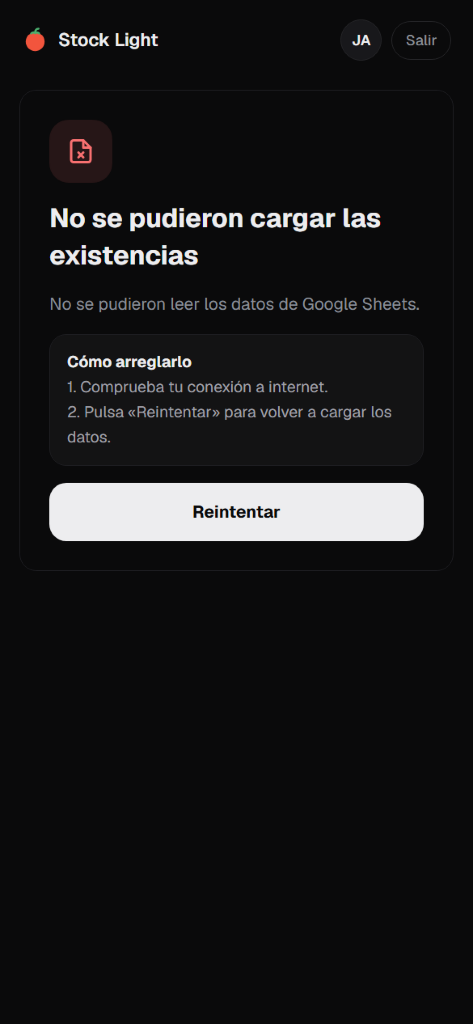 Stock Light
JA
Salir
No se pudieron cargar las
existencias
No se pudieron leer los datos de Google Sheets.
Cómo arreglarlo
1. Comprueba tu conexión a internet.
2. Pulsa «Reintentar» para volver a cargar los
datos.
Reintentar